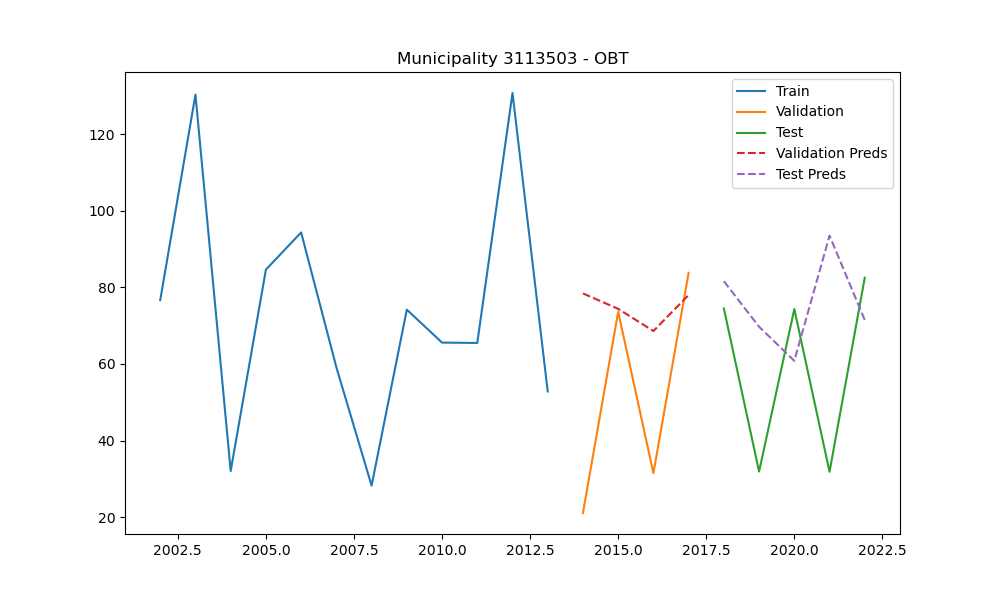 Municipality 3113503 - OBT
Train
Validation
Test
Validation Preds
Test Preds
120
100
80
60
40
20
2002.5 2005.0 2007.5 2010.0 2012.5 2015.0 2017.5 2020.0 2022.5